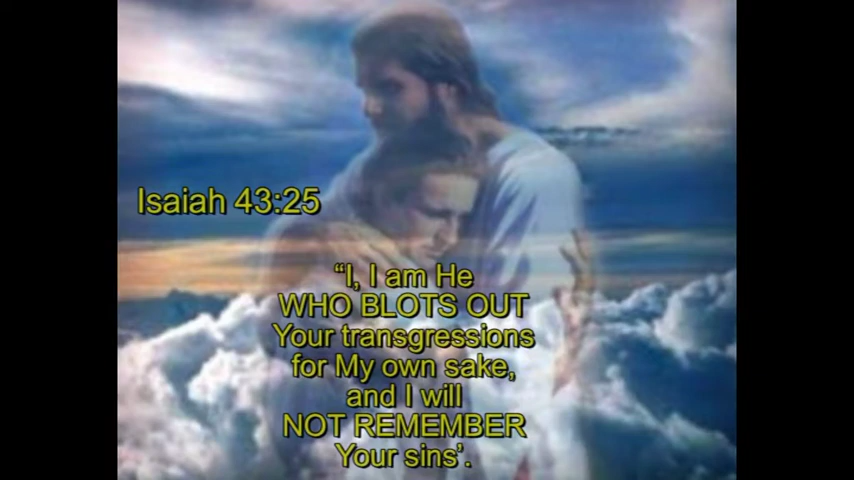 Isaiah 43:25
“I, I am He
WHO BLOTS OUT
Your transgressions
for My own sake,
and I will
NOT REMEMBER
Your sins’.